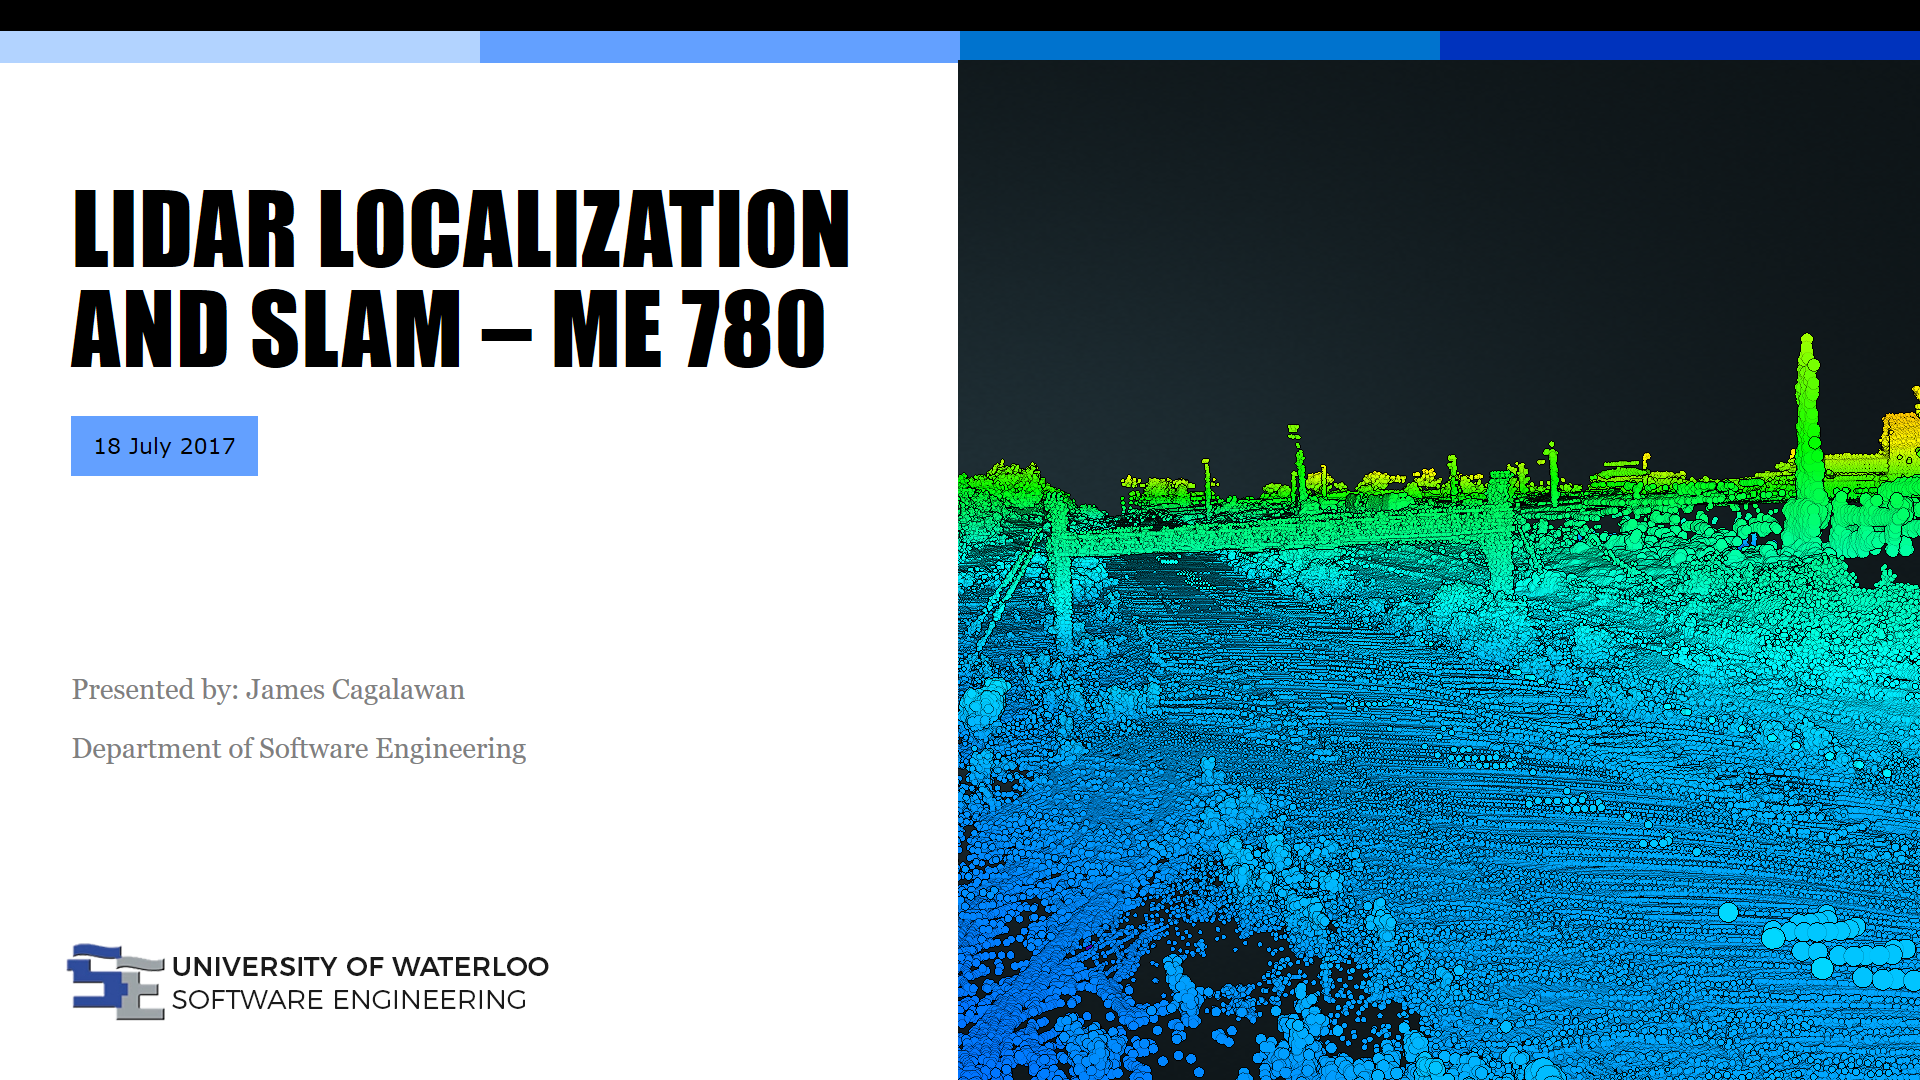 LIDAR LOCALIZATION
AND SLAM – ME 780
18 July 2017
Presented by: James Cagalawan
Department of Software Engineering
SE
UNIVERSITY OF WATERLOO
SOFTWARE ENGINEERING